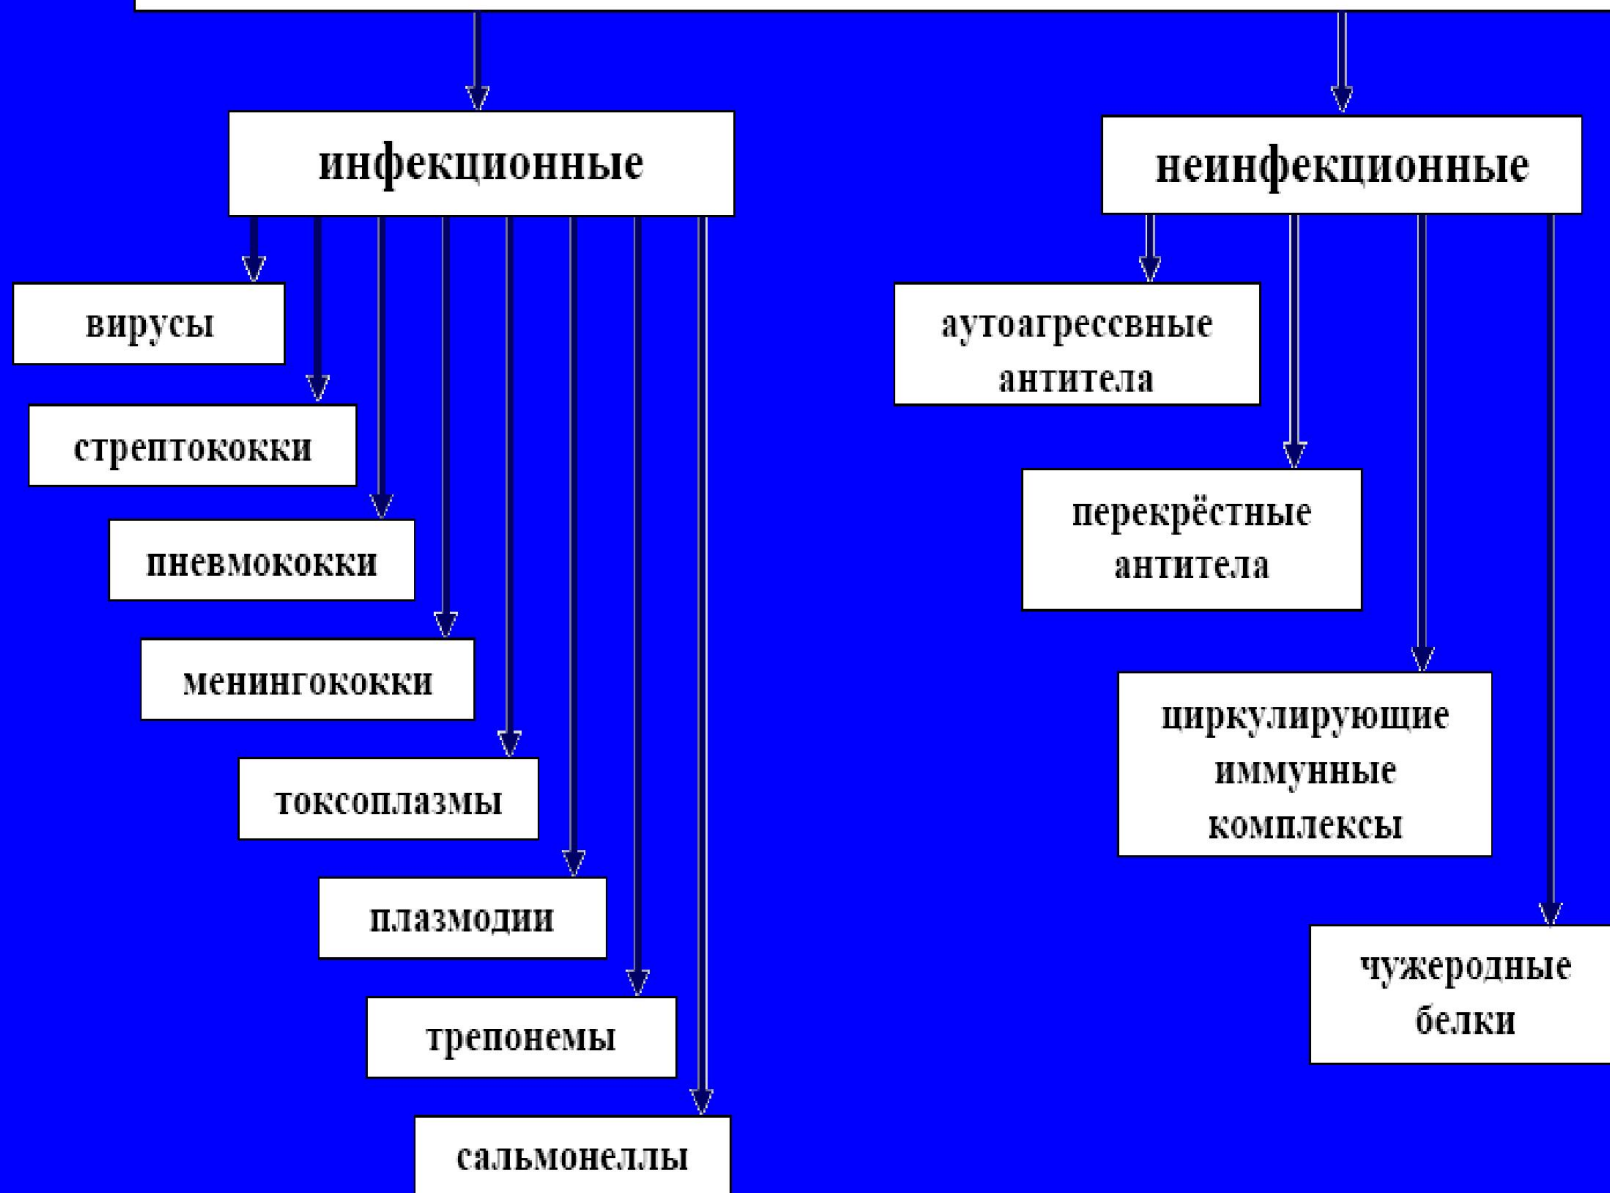 инфекционные
вирусы
стрептококки
пневмококки
менингококки
токсоплазмы
плазмодии
трепонемы
сальмонеллы
неинфекционные
аутоагрессвные
антитела
перекрёстные
антитела
циркулирующие
иммунные
комплексы
чужеродные
белки